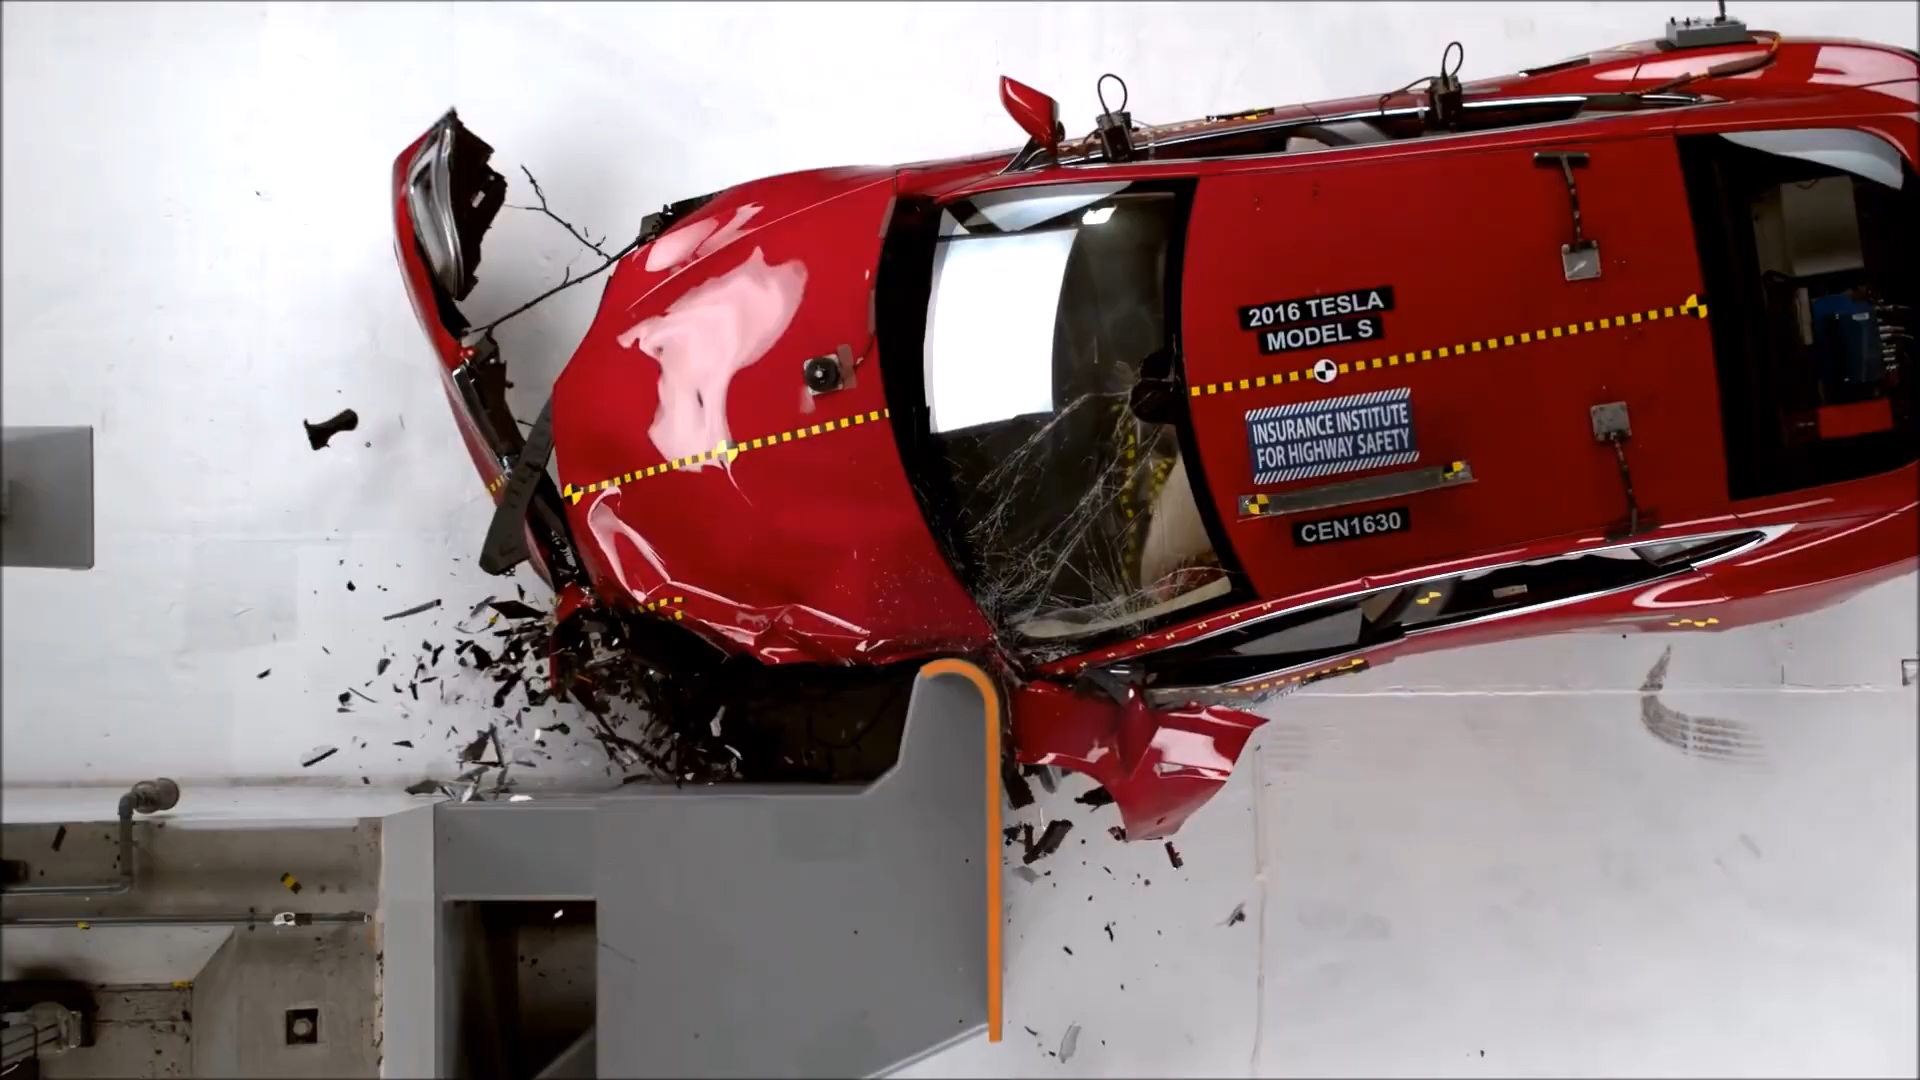 2016 TESLA
MODEL S
INSURANCE INSTITUTE
FOR HIGHWAY SAFETY
CEN1630